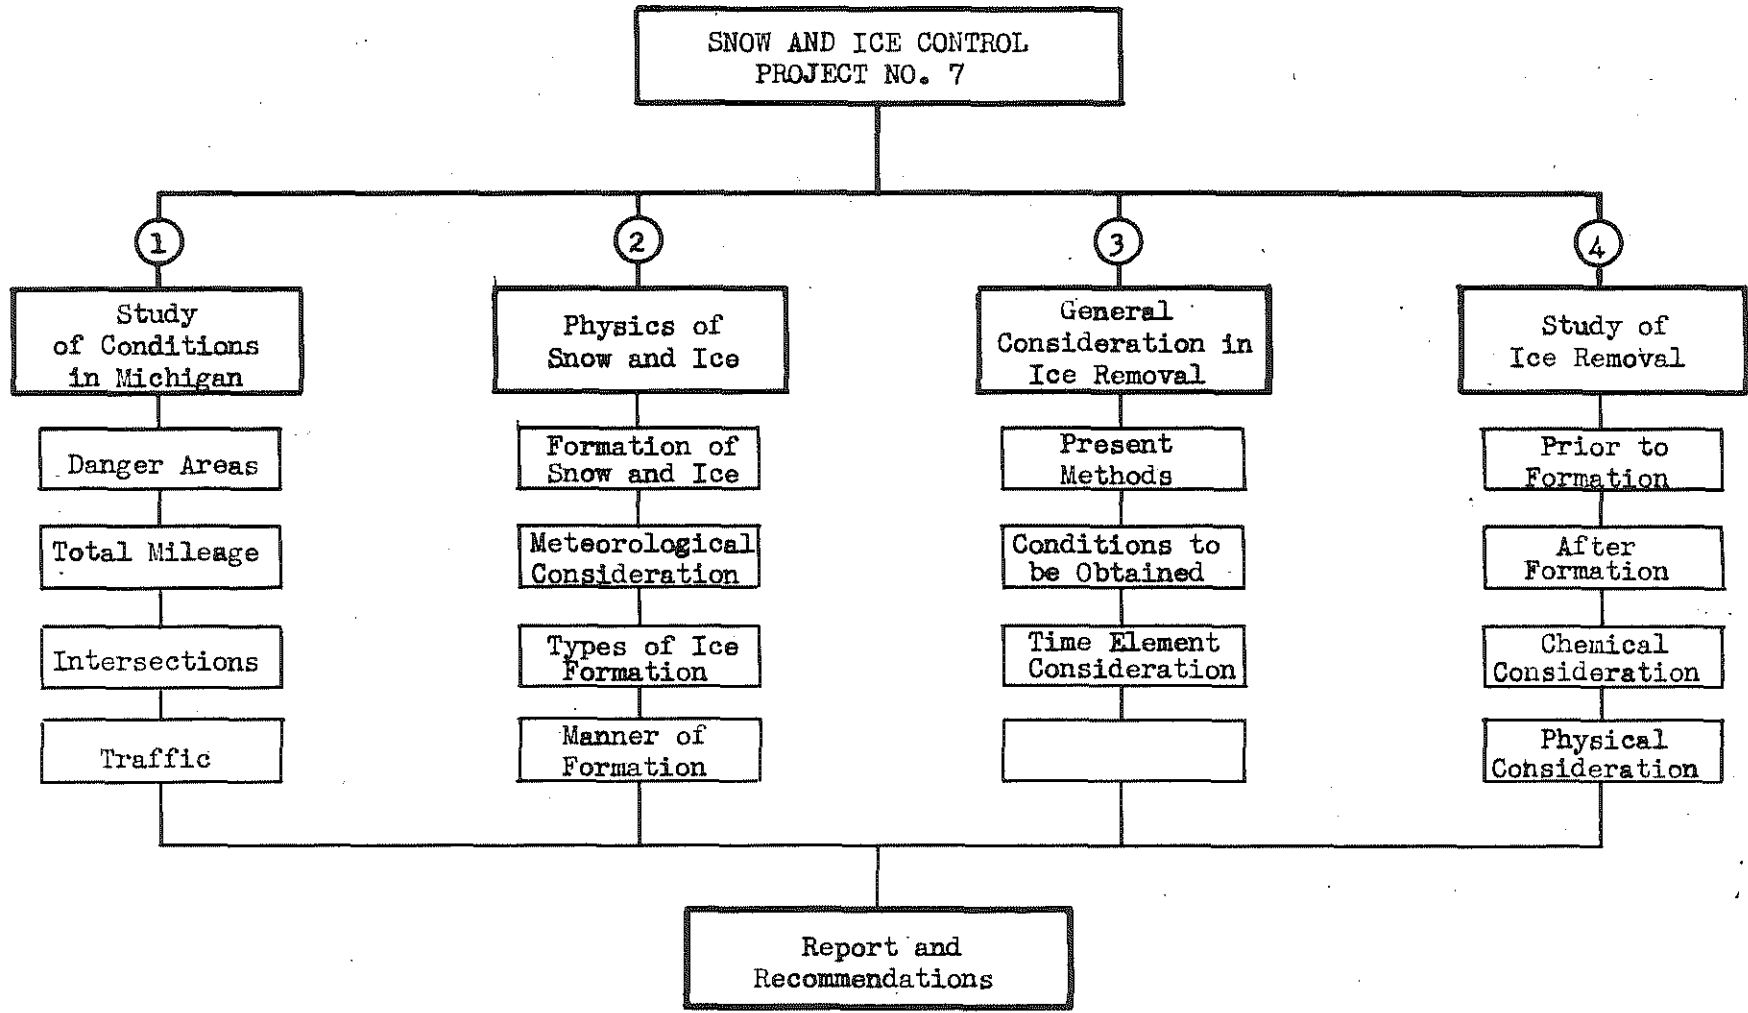 SNOW AND ICE CONTROL
PROJECT NO. 7
1
2
3
4
Study
of Conditions
in Michigan
Danger Areas
Total Mileage
Intersections
Traffic
Physics of
Snow and Ice
Formation of
Snow and Ice
Meteorological
Consideration
Types of Ice
Formation
Manner of
Formation
General
Consideration in
Ice Removal
Present
Methods
Conditions to
be Obtained
Time Element
Consideration
Study of
Ice Removal
Prior to
Formation
After
Formation
Chemical
Consideration
Physical
Consideration
Report and
Recommendations